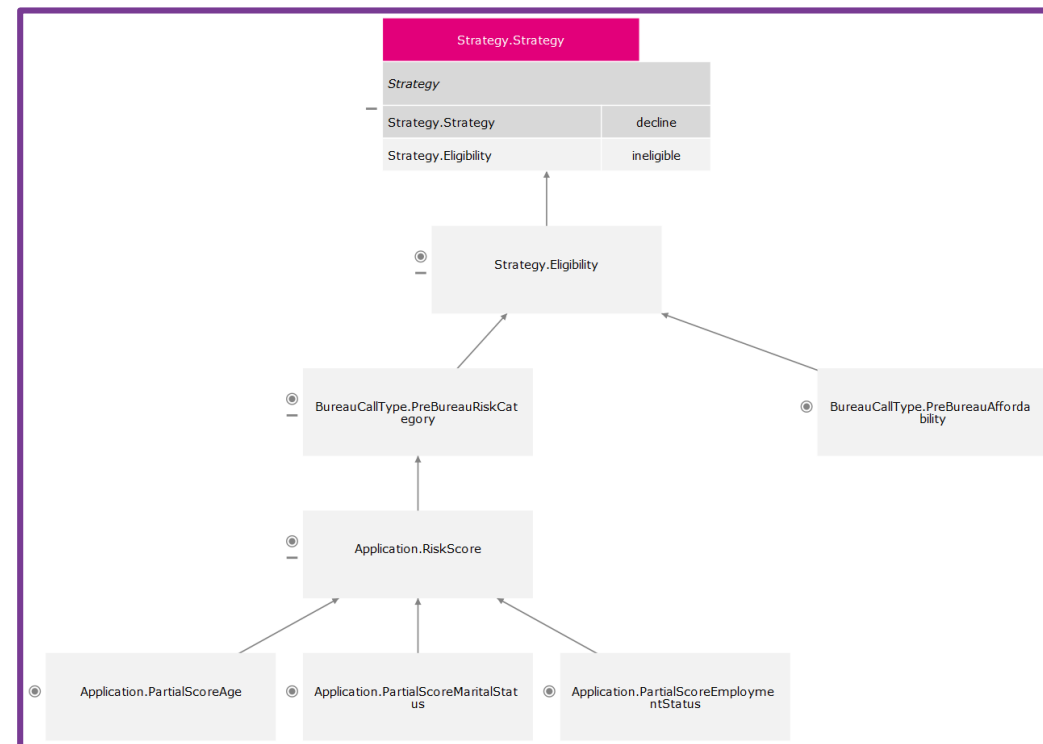 Strategy.Strategy
Strategy
Strategy.Strategy decline
Strategy.Eligibility ineligible
Strategy.Eligibility
BureauCallType.PreBureauRiskCat
egory
BureauCallType.PreBureauAfforda
bility
Application.RiskScore
Application.PartialScoreAge
Application.PartialScoreMaritalStat
us
Application.PartialScoreEmployme
ntStatus